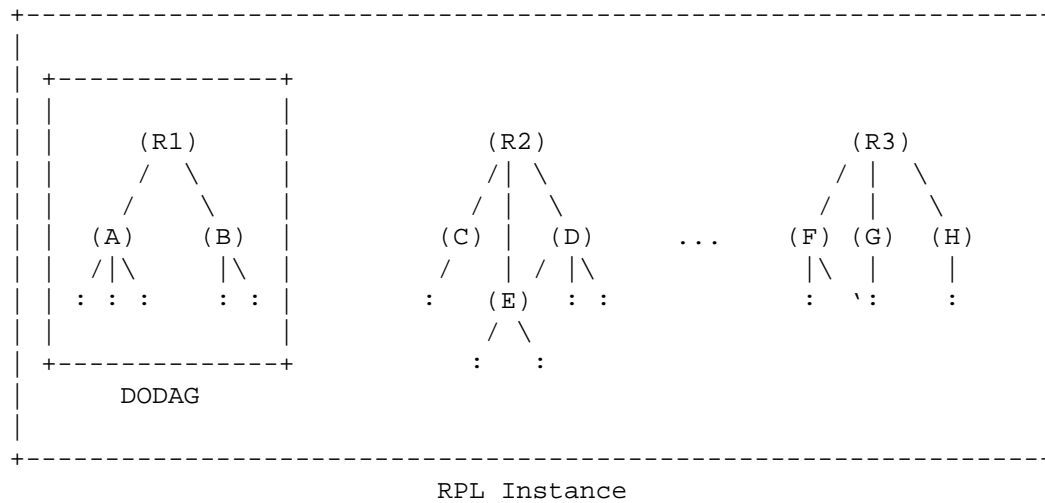 (R1) (R2) (R3)
(A) (B) (C) (D) ... (F) (G) (H)
: : : : : : (E) : : : `: :
: :
DODAG
RPL Instance